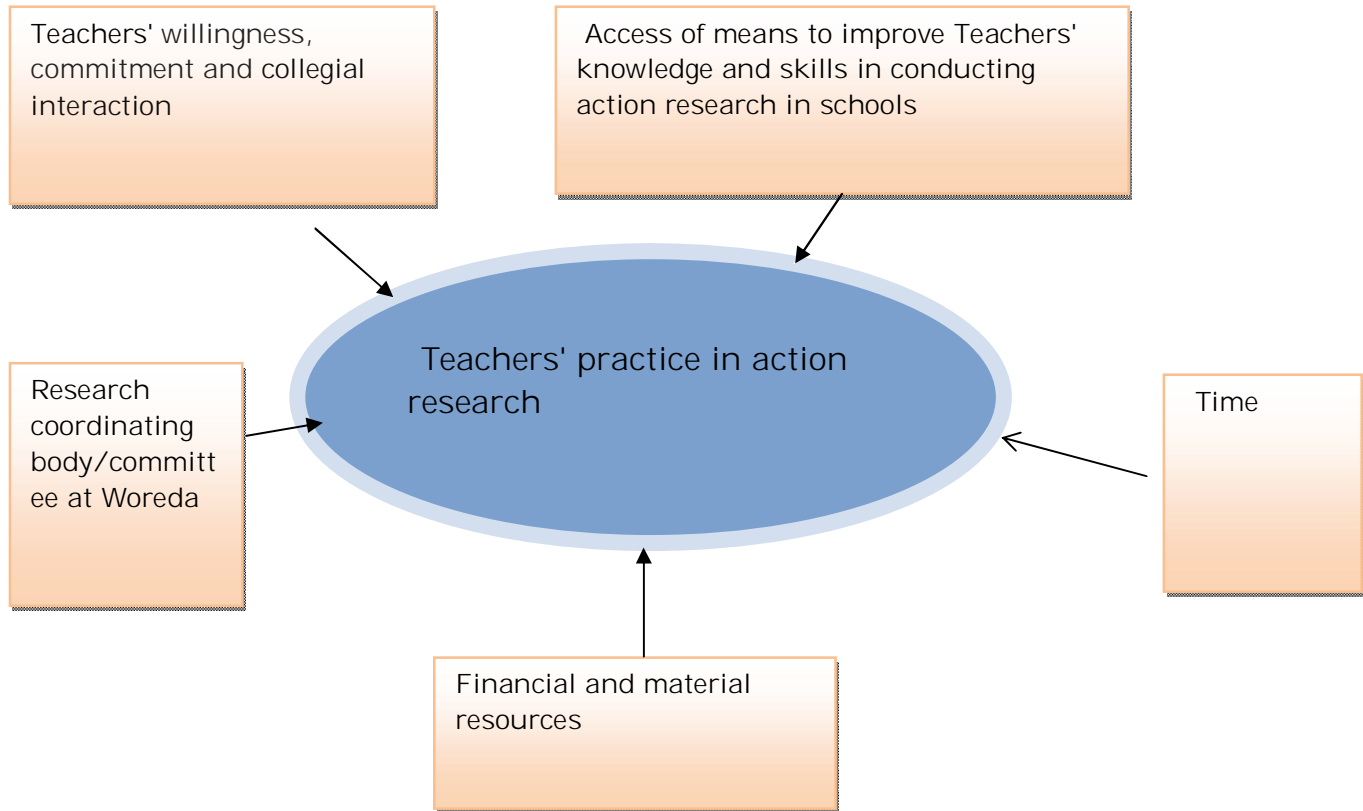 Teachers' willingness,
commitment and collegial
interaction
Access of means to improve Teachers'
knowledge and skills in conducting
action research in schools
Teachers' practice in action
research
Research
coordinating
body/committ
ee at Woreda
Time
Financial and material
resources